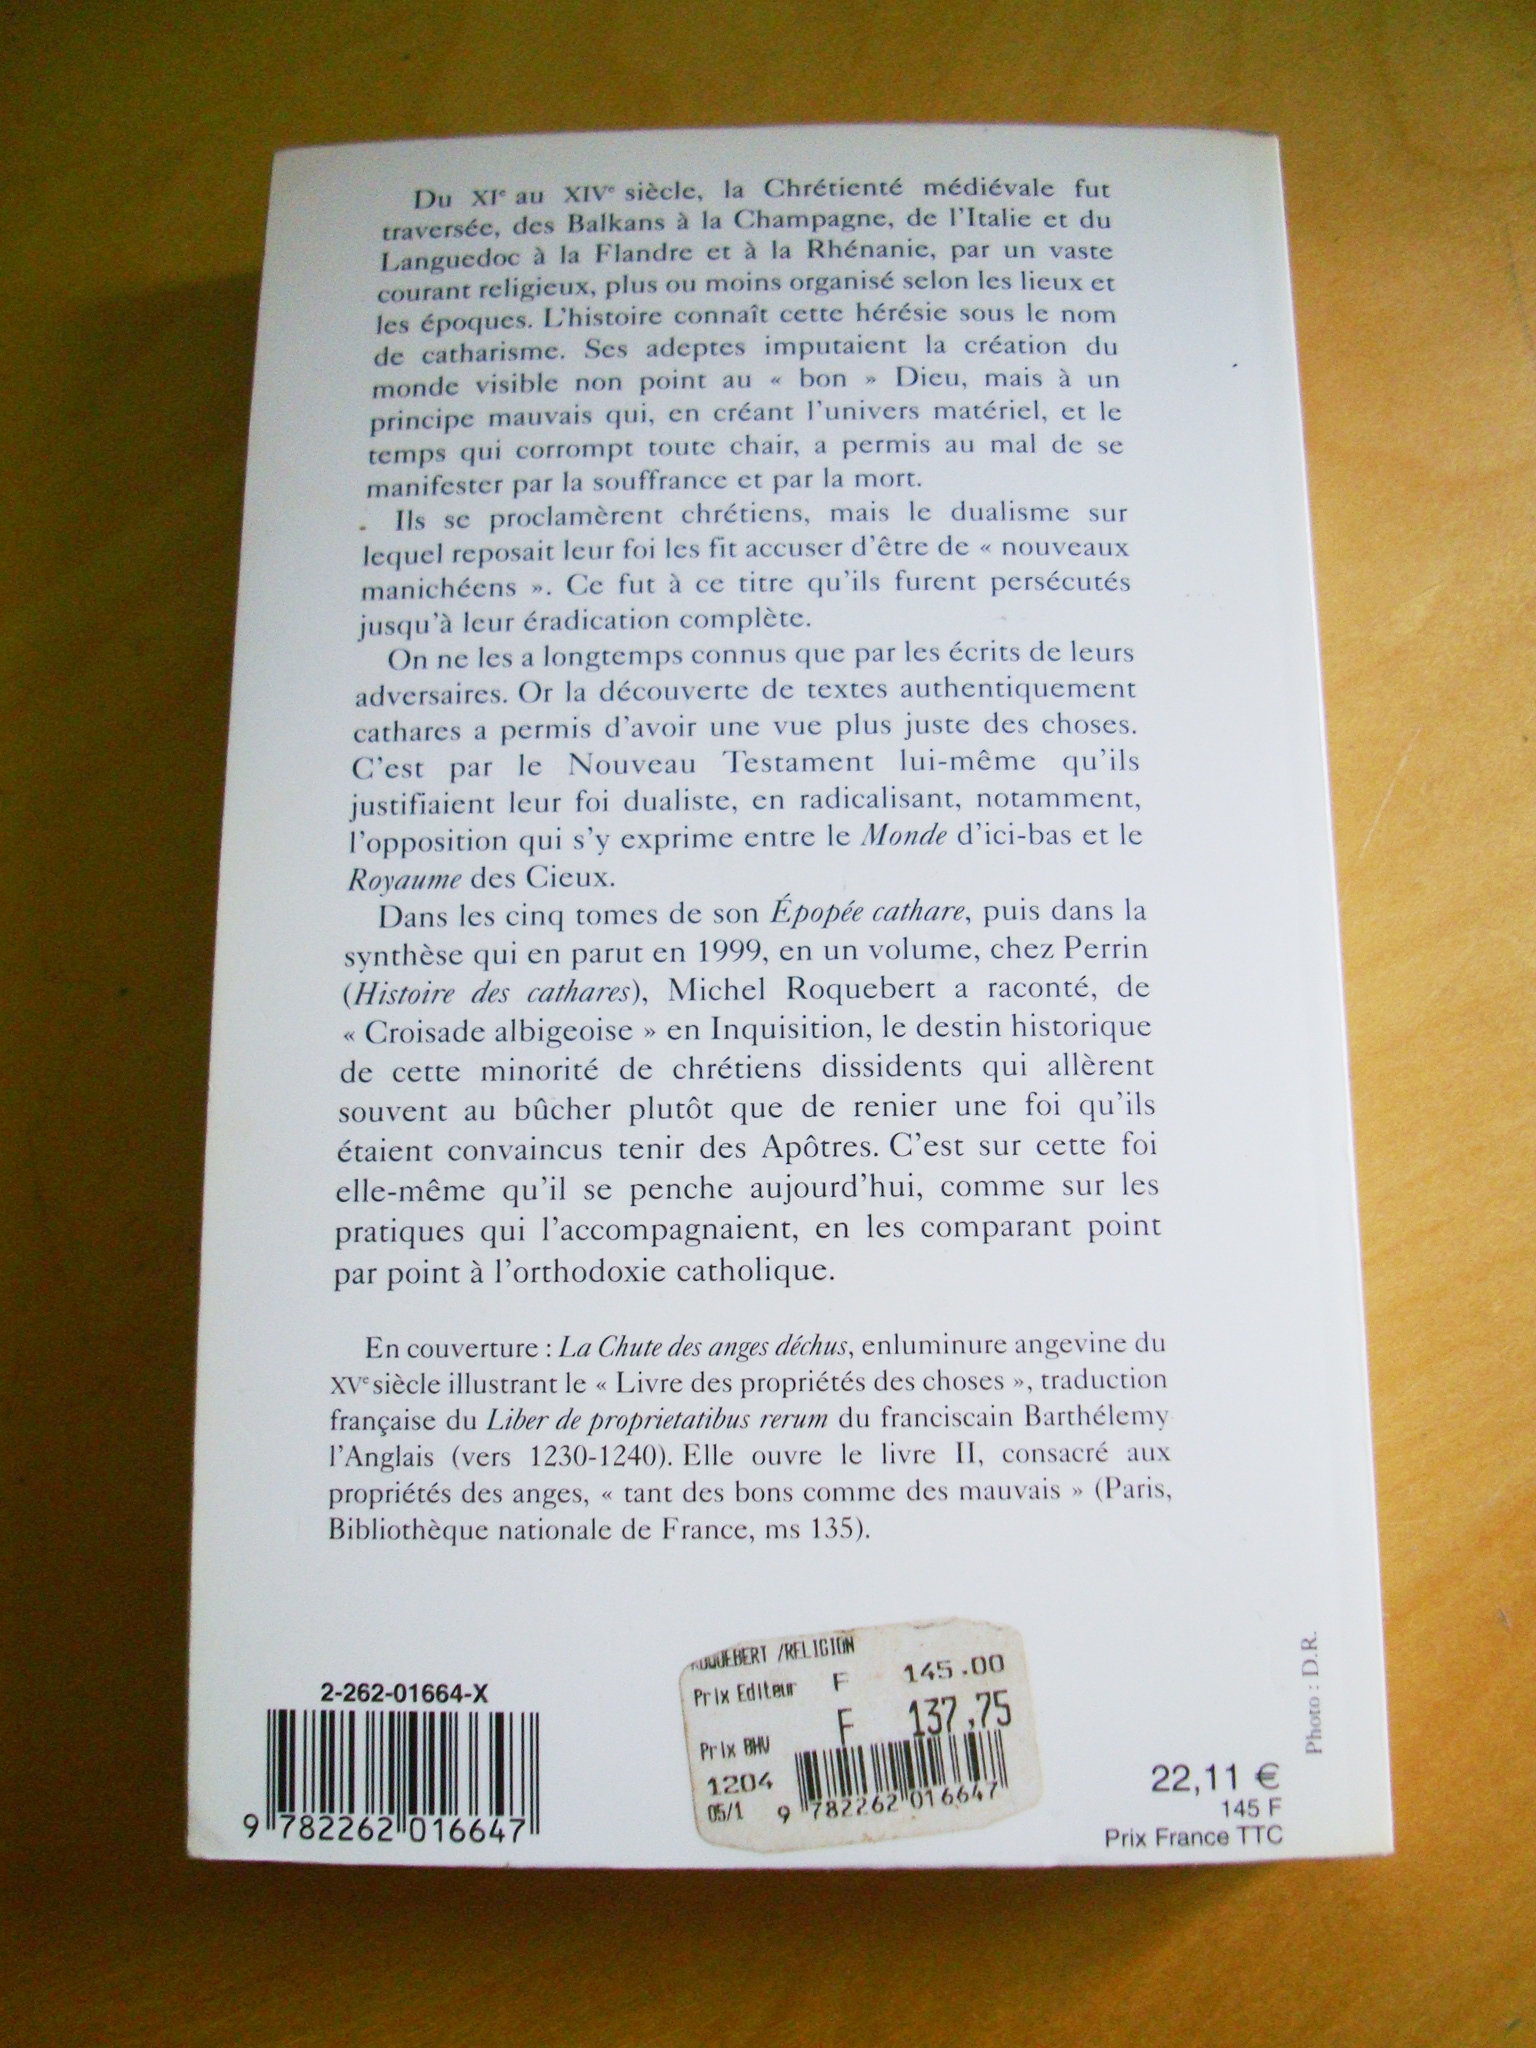 Du XIe au XIVe siècle, la Chrétienté médiévale fut
traversée, des Balkans à la Champagne, de l'Italie et du
Languedoc à la Flandre et à la Rhénanie, par un vaste
courant religieux, plus ou moins organisé selon les lieux et
les époques. L'histoire connaît cette hérésie sous le nom
de catharisme. Ses adeptes imputaient la création du
monde visible non point au « bon » Dieu, mais à un
principe mauvais qui, en créant l'univers matériel, et le
temps qui corrompt toute chair, a permis au mal de se
manifester par la souffrance et par la mort.
Ils se proclamèrent chrétiens, mais le dualisme sur
lequel reposait leur foi les fit accuser d'être de « nouveaux
manichéens ». Ce fut à ce titre qu'ils furent persécutés
jusqu'à leur éradication complète.
On ne les a longtemps connus que par les écrits de leurs
adversaires. Or la découverte de textes authentiquement
cathares a permis d'avoir une vue plus juste des choses.
C'est par le Nouveau Testament lui-même qu'ils
justifiaient leur foi dualiste, en radicalisant, notamment,
l'opposition qui s'y exprime entre le Monde d'ici-bas et le
Royaume des Cieux.
Dans les cinq tomes de son Épopée cathare, puis dans la
synthèse qui en parut en 1999, en un volume, chez Perrin
(Histoire des cathares), Michel Roquebert a raconté, de
« Croisade albigeoise » en Inquisition, le destin historique
de cette minorité de chrétiens dissidents qui allèrent
souvent au bûcher plutôt que de renier une foi qu'ils
étaient convaincus tenir des Apôtres. C'est sur cette foi
elle-même qu'il se penche aujourd'hui, comme sur les
pratiques qui l'accompagnaient, en les comparant point
par point à l'orthodoxie catholique.
En couverture : La Chute des anges déchus, enluminure angevine du
XVe siècle illustrant le « Livre des propriétés des choses », traduction
française du Liber de proprietatibus rerum du franciscain Barthélemy
l'Anglais (vers 1230-1240). Elle ouvre le livre II, consacré aux
propriétés des anges, « tant des bons comme des mauvais » (Paris,
Bibliothèque nationale de France, ms 135).
2-262-01664-X
9 782262 016647
ROQUEBERT /RELIGION
Prix Editeur F 145.00
Prix BHV F 137.75
1204
05/1
9 782262 016647
22,11 €
145 F
Prix France TTC
Photo : D.R.